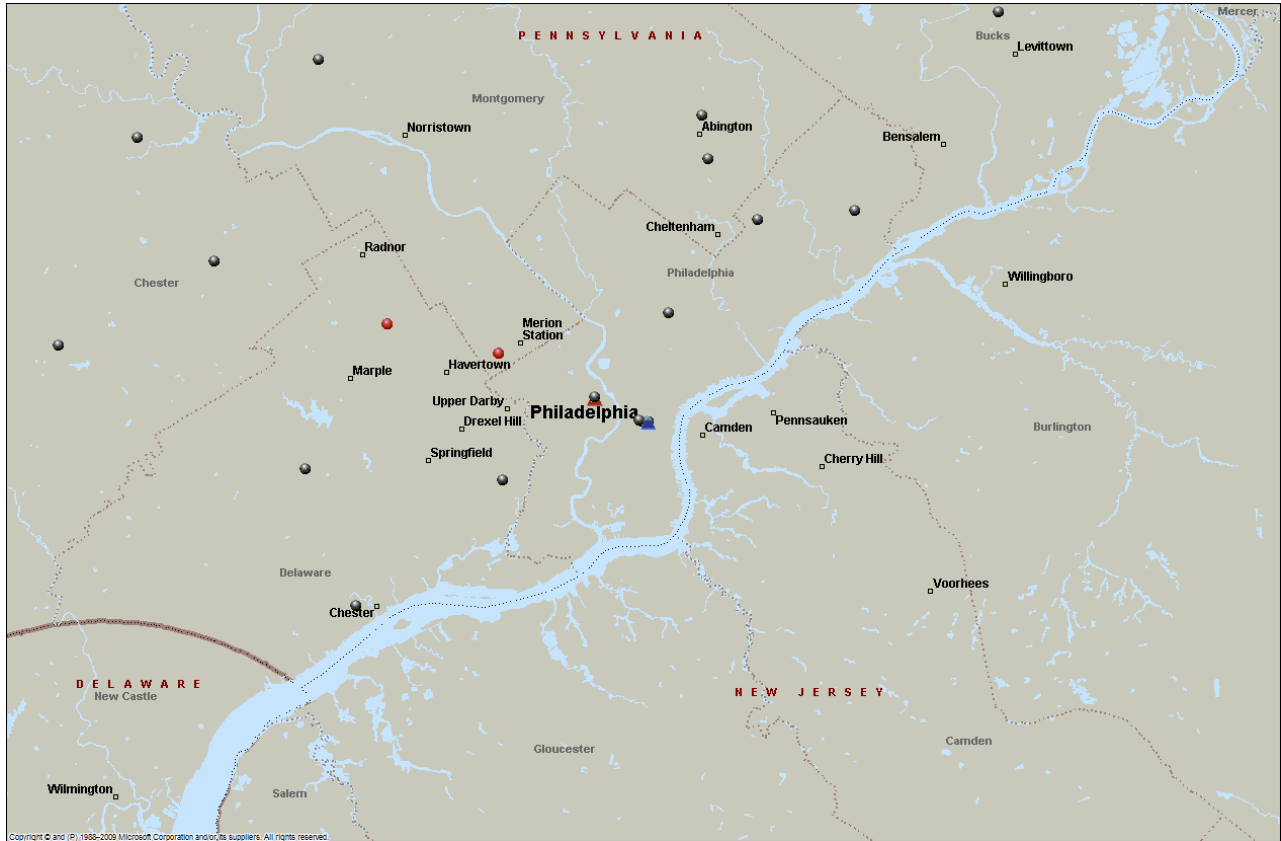 Mercer
PENNSYLVANIA
Bucks
Levittown
Montgomery
Norristown
Abington
Bensalem
Cheltenham
Radnor
Philadelphia
Chester
Willingboro
Merion
Station
Havertown
Marple
Upper Darby
Philadelphia
Drexel Hill
Camden
Pennsauken
Burlington
Springfield
Cherry Hill
Delaware
Voorhees
Chester
DELAWARE
New Castle
NEW JERSEY
Gloucester
Camden
Wilmington
Salem
Copyright © and (P) 1988–2009 Microsoft Corporation and/or its suppliers. All rights reserved.